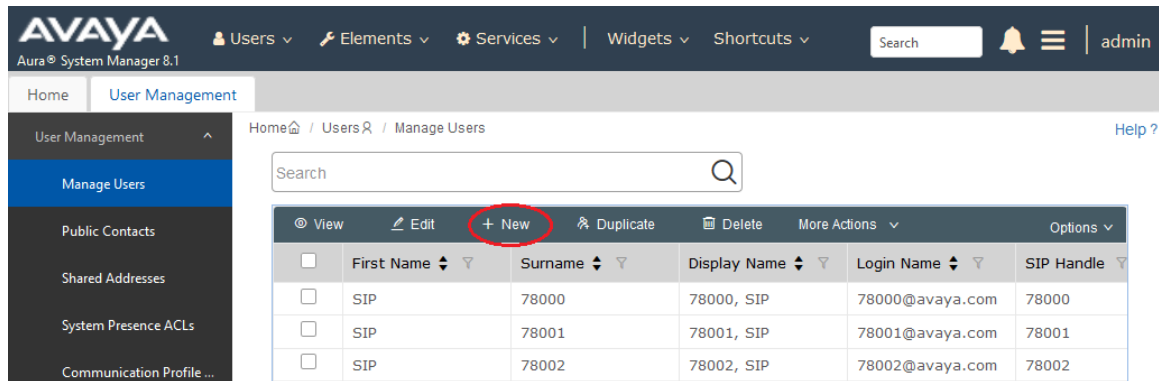 AVAYA
Aura® System Manager 8.1
Users Elements Services | Widgets Shortcuts Search | admin
Home User Management
User Management
Home / Users / Manage Users Help ?
Manage Users
Search
Public Contacts
View Edit + New Duplicate Delete More Actions Options
First Name Surname Display Name Login Name SIP Handle
Shared Addresses
SIP 78000 78000, SIP 78000@avaya.com 78000
System Presence ACLs
SIP 78001 78001, SIP 78001@avaya.com 78001
Communication Profile ...
SIP 78002 78002, SIP 78002@avaya.com 78002